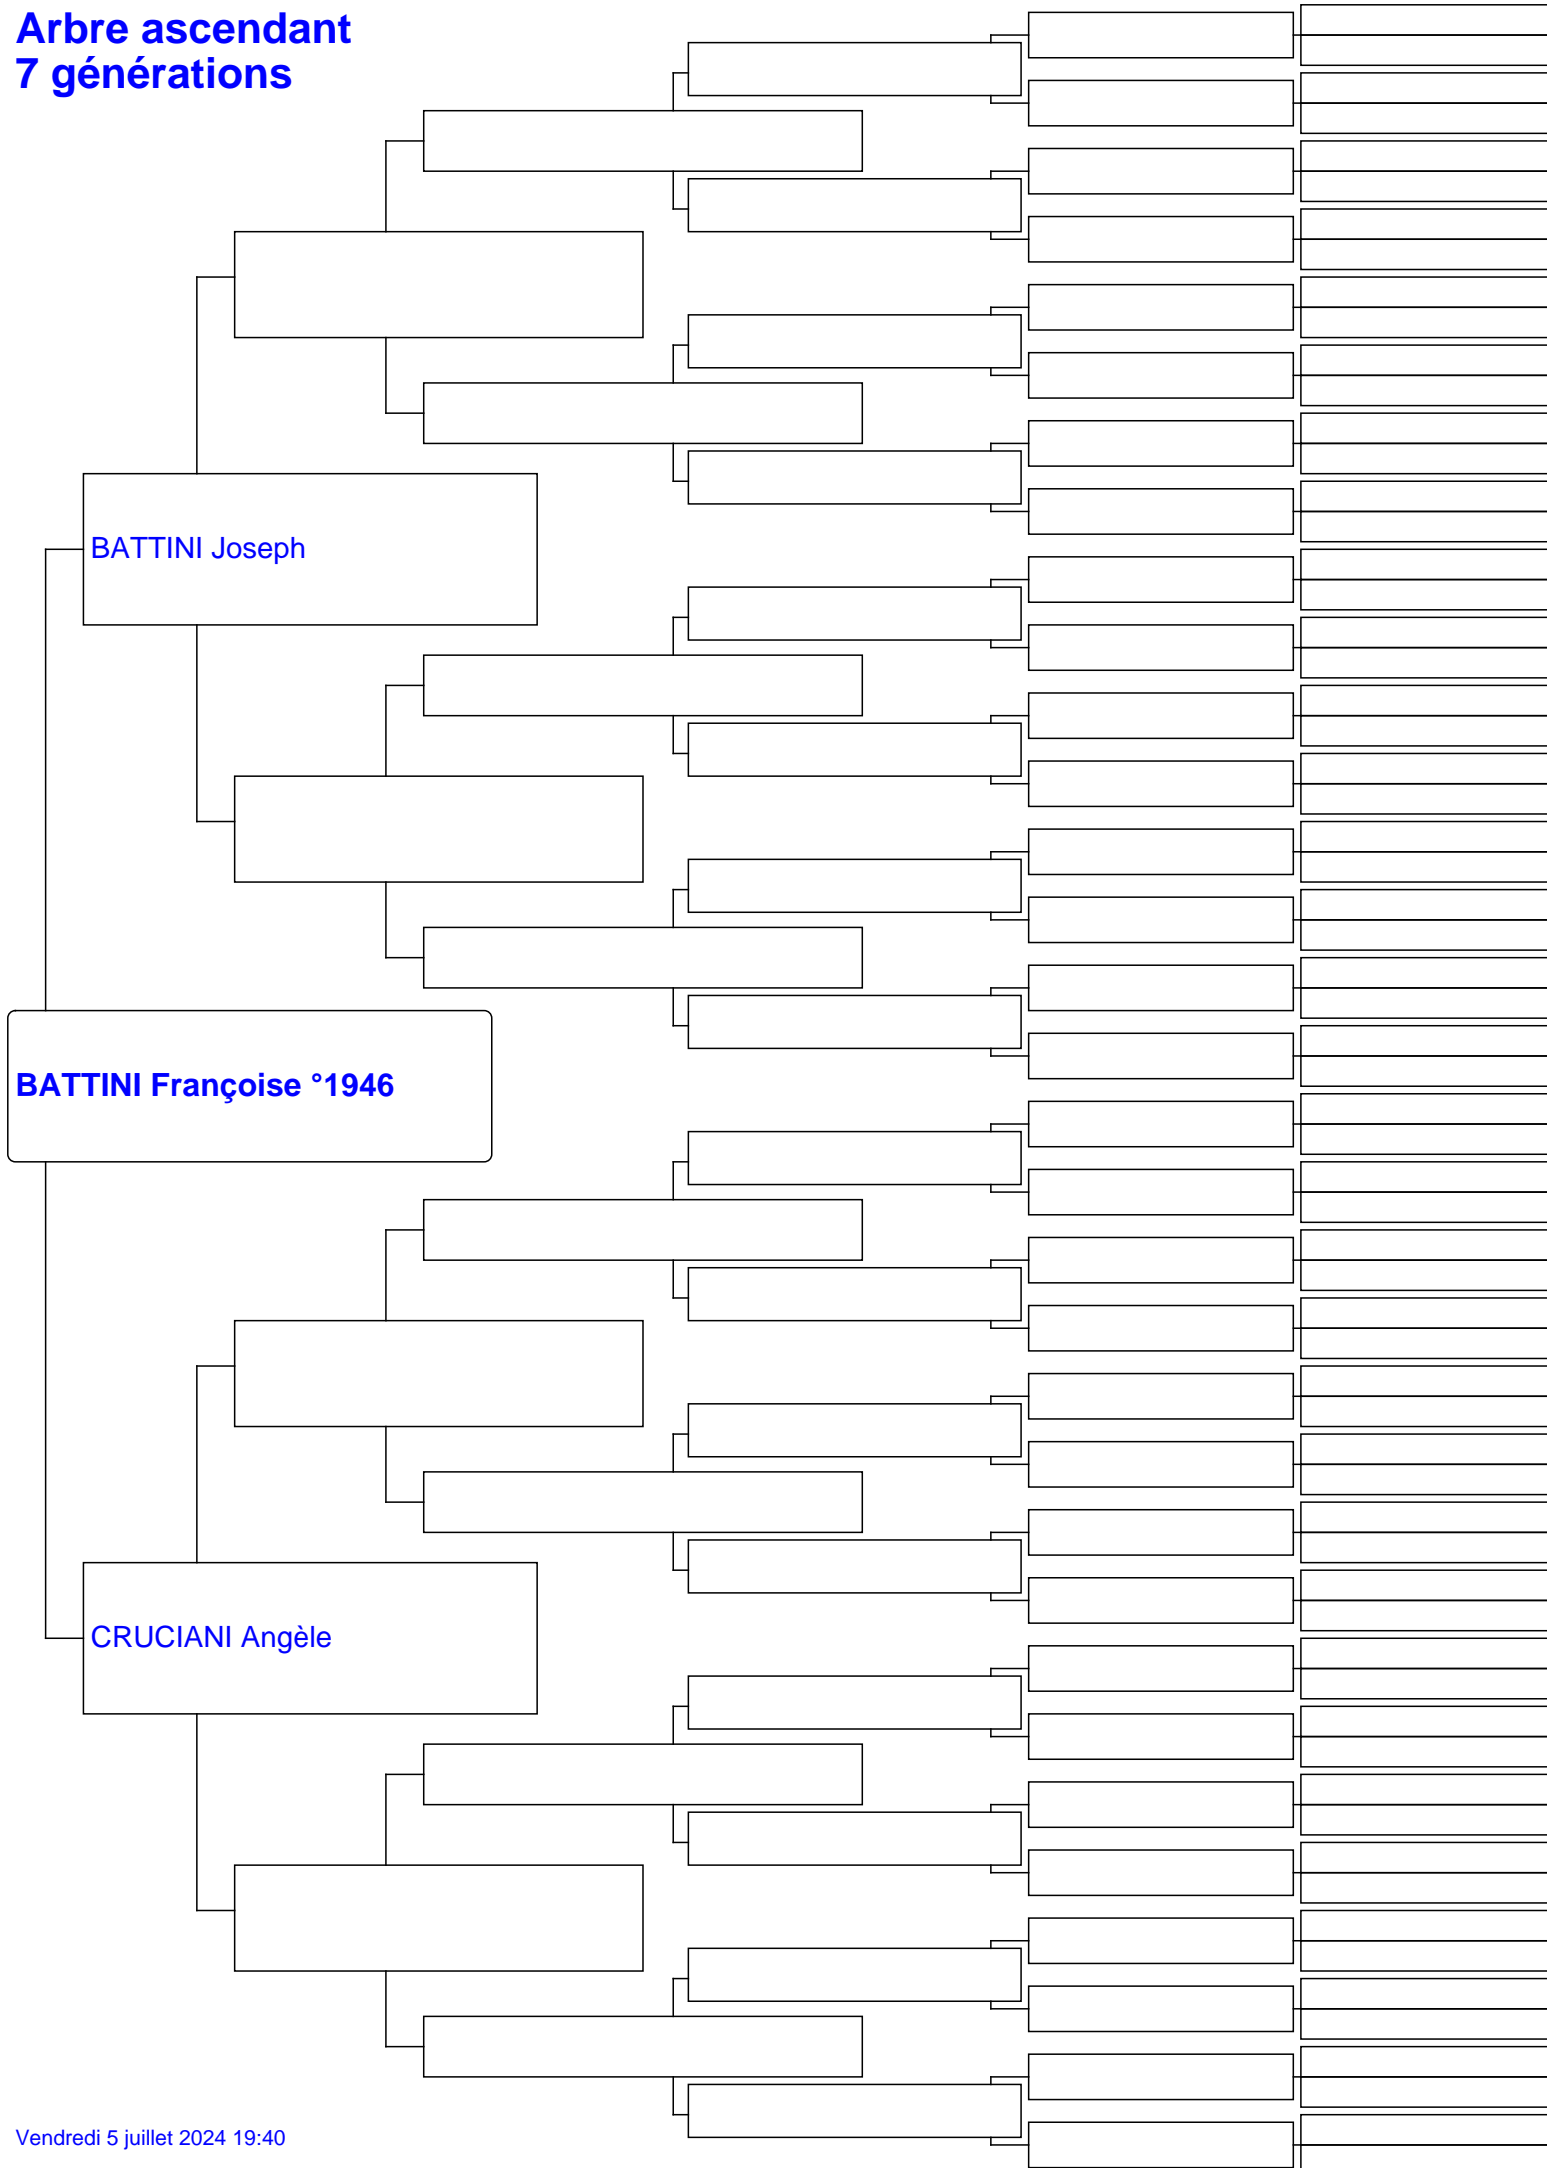 Arbre ascendant
7 générations
BATTINI Joseph
BATTINI Françoise °1946
CRUCIANI Angèle
Vendredi 5 juillet 2024 19:40